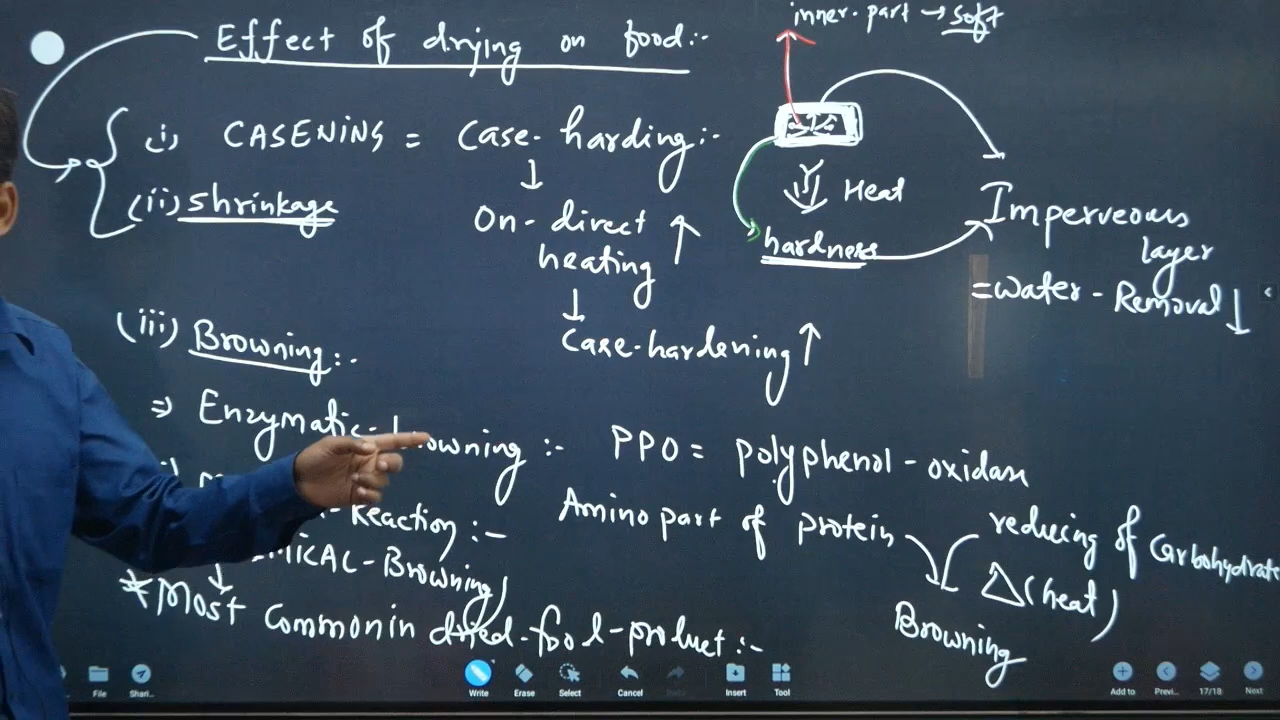 Effect of drying on food:-
inner-part → soft
(i) CASENING = Case-harding:-
(ii) Shrinkage
↓
On-direct heating ↑
↓
Case-hardening ↑
Heat
hardness
Imperveous
layer
=Water-Removal ↓
(iii) Browning:-
⇒ Enzymatic-browning :- PPO = polyphenol-oxidase
Reaction:-
Amino part of protein
reducing of Carbohydrate
Δ(heat)
Browning
-Browning)
*Most Common in dried-food-product:-
File
Shari...
Write
Erase
Select
Cancel
Redo
Insert
Tool
Add to
Previ...
17/18
Next